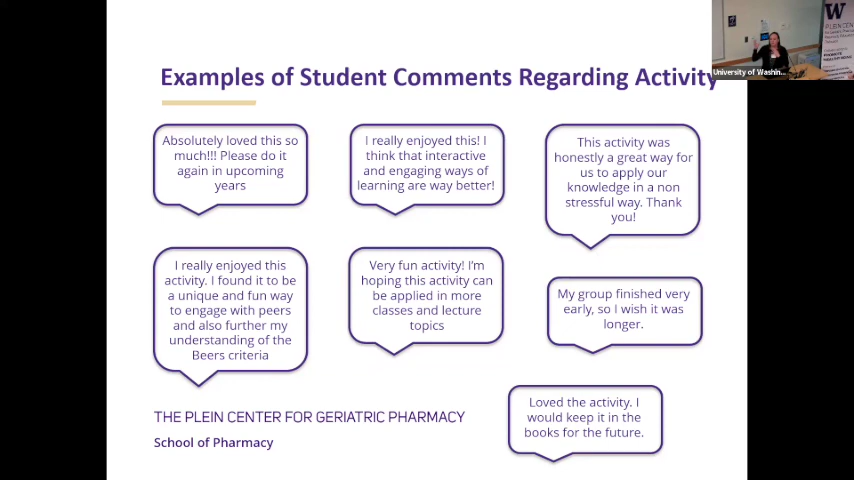 Examples of Student Comments Regarding Activity
Absolutely loved this so
much!!! Please do it
again in upcoming
years
I really enjoyed this! I
think that interactive
and engaging ways of
learning are way better!
This activity was
honestly a great way for
us to apply our
knowledge in a non
stressful way. Thank
you!
I really enjoyed this
activity. I found it to be
a unique and fun way
to engage with peers
and also further my
understanding of the
Beers criteria
Very fun activity! I'm
hoping this activity can
be applied in more
classes and lecture
topics
My group finished very
early, so I wish it was
longer.
Loved the activity. I
would keep it in the
books for the future.
THE PLEIN CENTER FOR GERIATRIC PHARMACY
School of Pharmacy
W
PLEIN CEN
University of Washin...